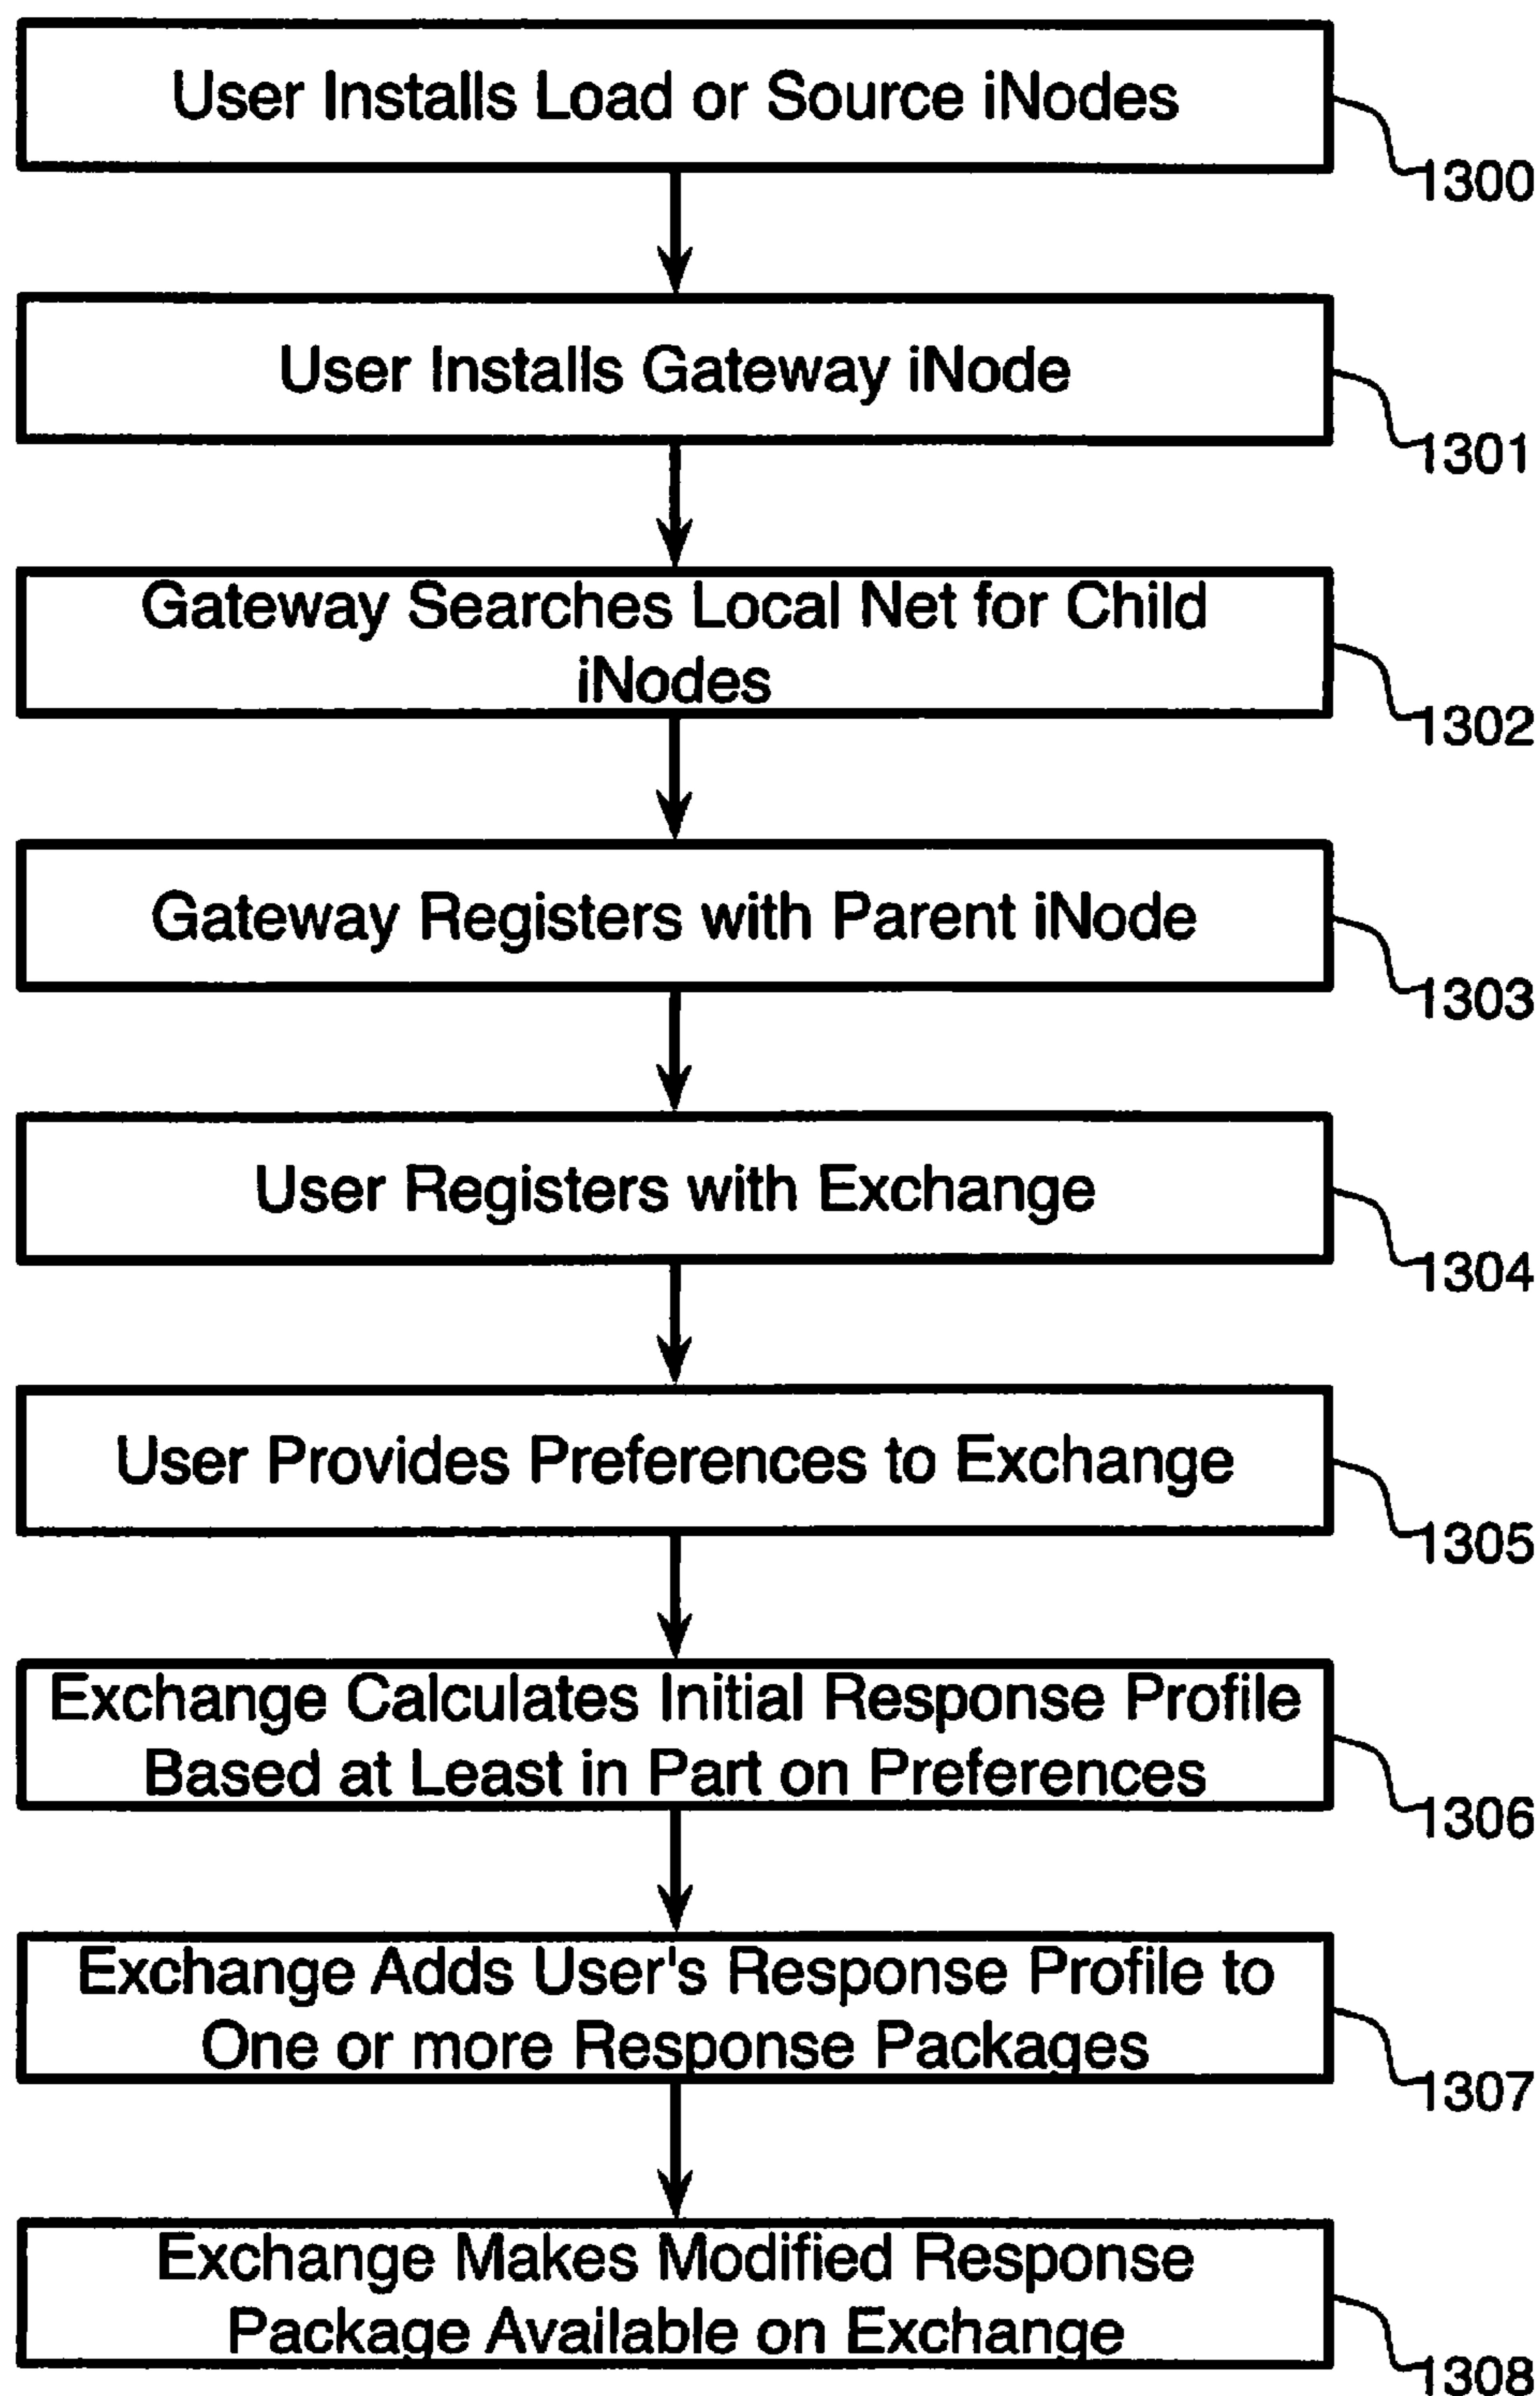 User Installs Load or Source iNodes
1300
User Installs Gateway iNode
1301
Gateway Searches Local Net for Child
iNodes
1302
Gateway Registers with Parent iNode
1303
User Registers with Exchange
1304
User Provides Preferences to Exchange
1305
Exchange Calculates Initial Response Profile
Based at Least in Part on Preferences
1306
Exchange Adds User's Response Profile to
One or more Response Packages
1307
Exchange Makes Modified Response
Package Available on Exchange
1308